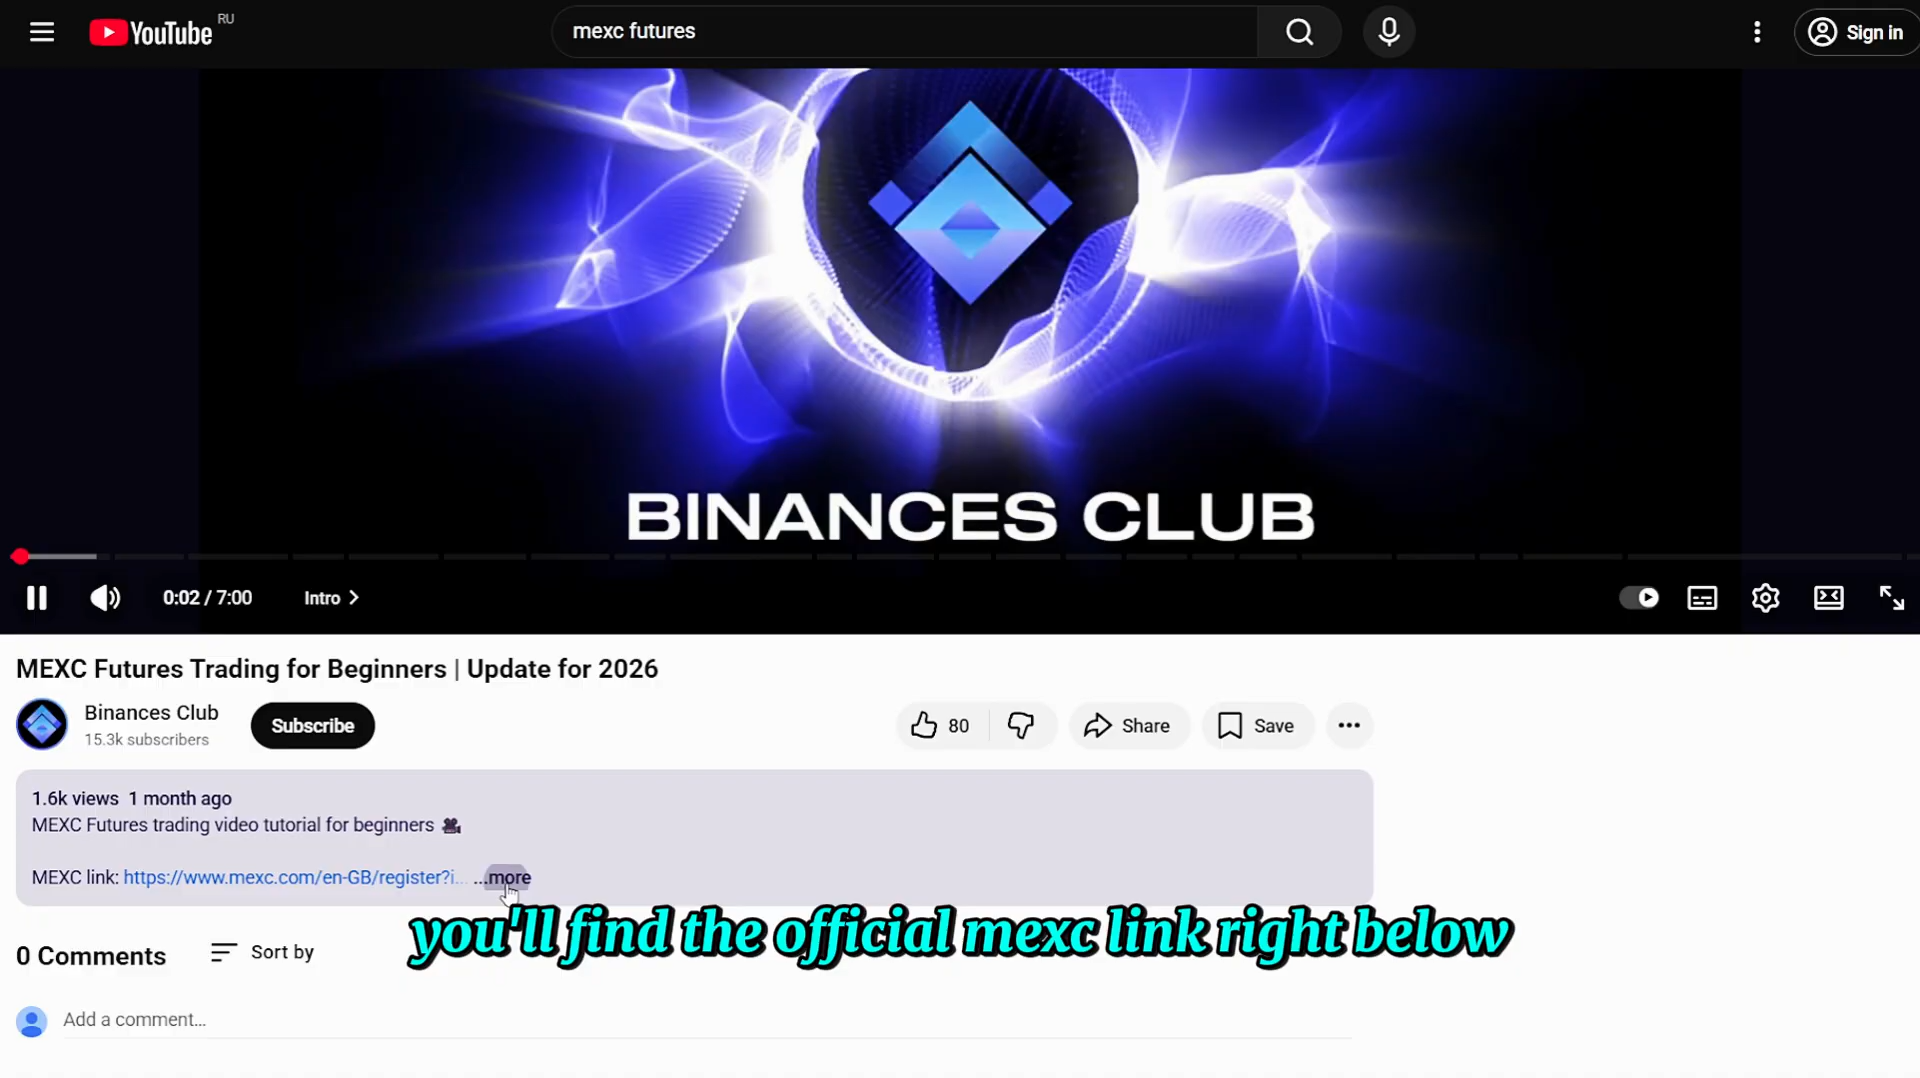 YouTube RU
mexc futures
Sign in
BINANCES CLUB
0:02 / 7:00
Intro
MEXC Futures Trading for Beginners | Update for 2026
Binances Club
15.3k subscribers
Subscribe
80
Share
Save
1.6k views 1 month ago
MEXC Futures trading video tutorial for beginners
MEXC link: https://www.mexc.com/en-GB/register?i... ...more
you'll find the official mexc link right below
0 Comments
Sort by
Add a comment...